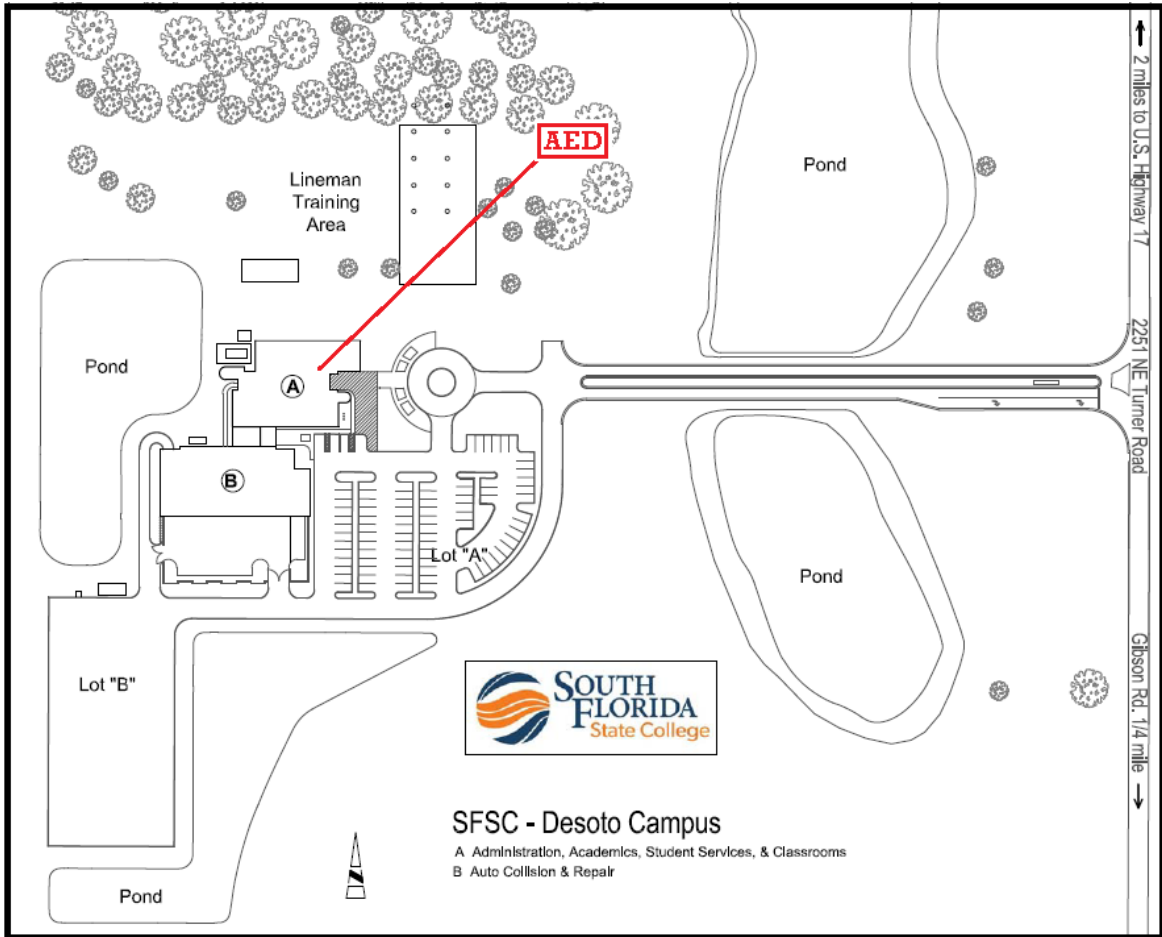 AED
Pond
Lineman
Training
Area
Pond
A
B
Lot "A"
Pond
Lot "B"
Pond
2 miles to U.S. Highway 17
2251 NE Turner Road
Gibson Rd. 1/4 mile
SOUTH
FLORIDA
State College
SFSC - Desoto Campus
A Administration, Academics, Student Services, & Classrooms
B Auto Collision & Repair
N